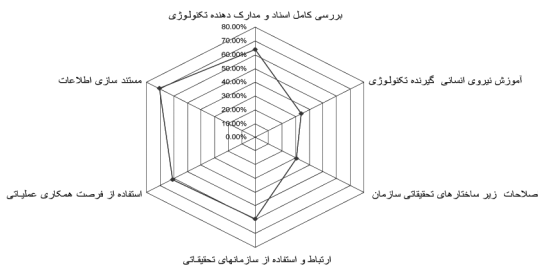 بررسی کامل اسناد و مدارک دهنده تکنولوژی
80.00%
70.00%
60.00%
50.00%
40.00%
30.00%
20.00%
10.00%
0.00%
آموزش نیروی انسانی گیرنده تکنولوژی
صلاحات زیر ساختارهای تحقیقاتی سازمان
ارتباط و استفاده از سازمانهای تحقیقاتی
استفاده از فرصت همکاری عملیاتی
مستند سازی اطلاعات